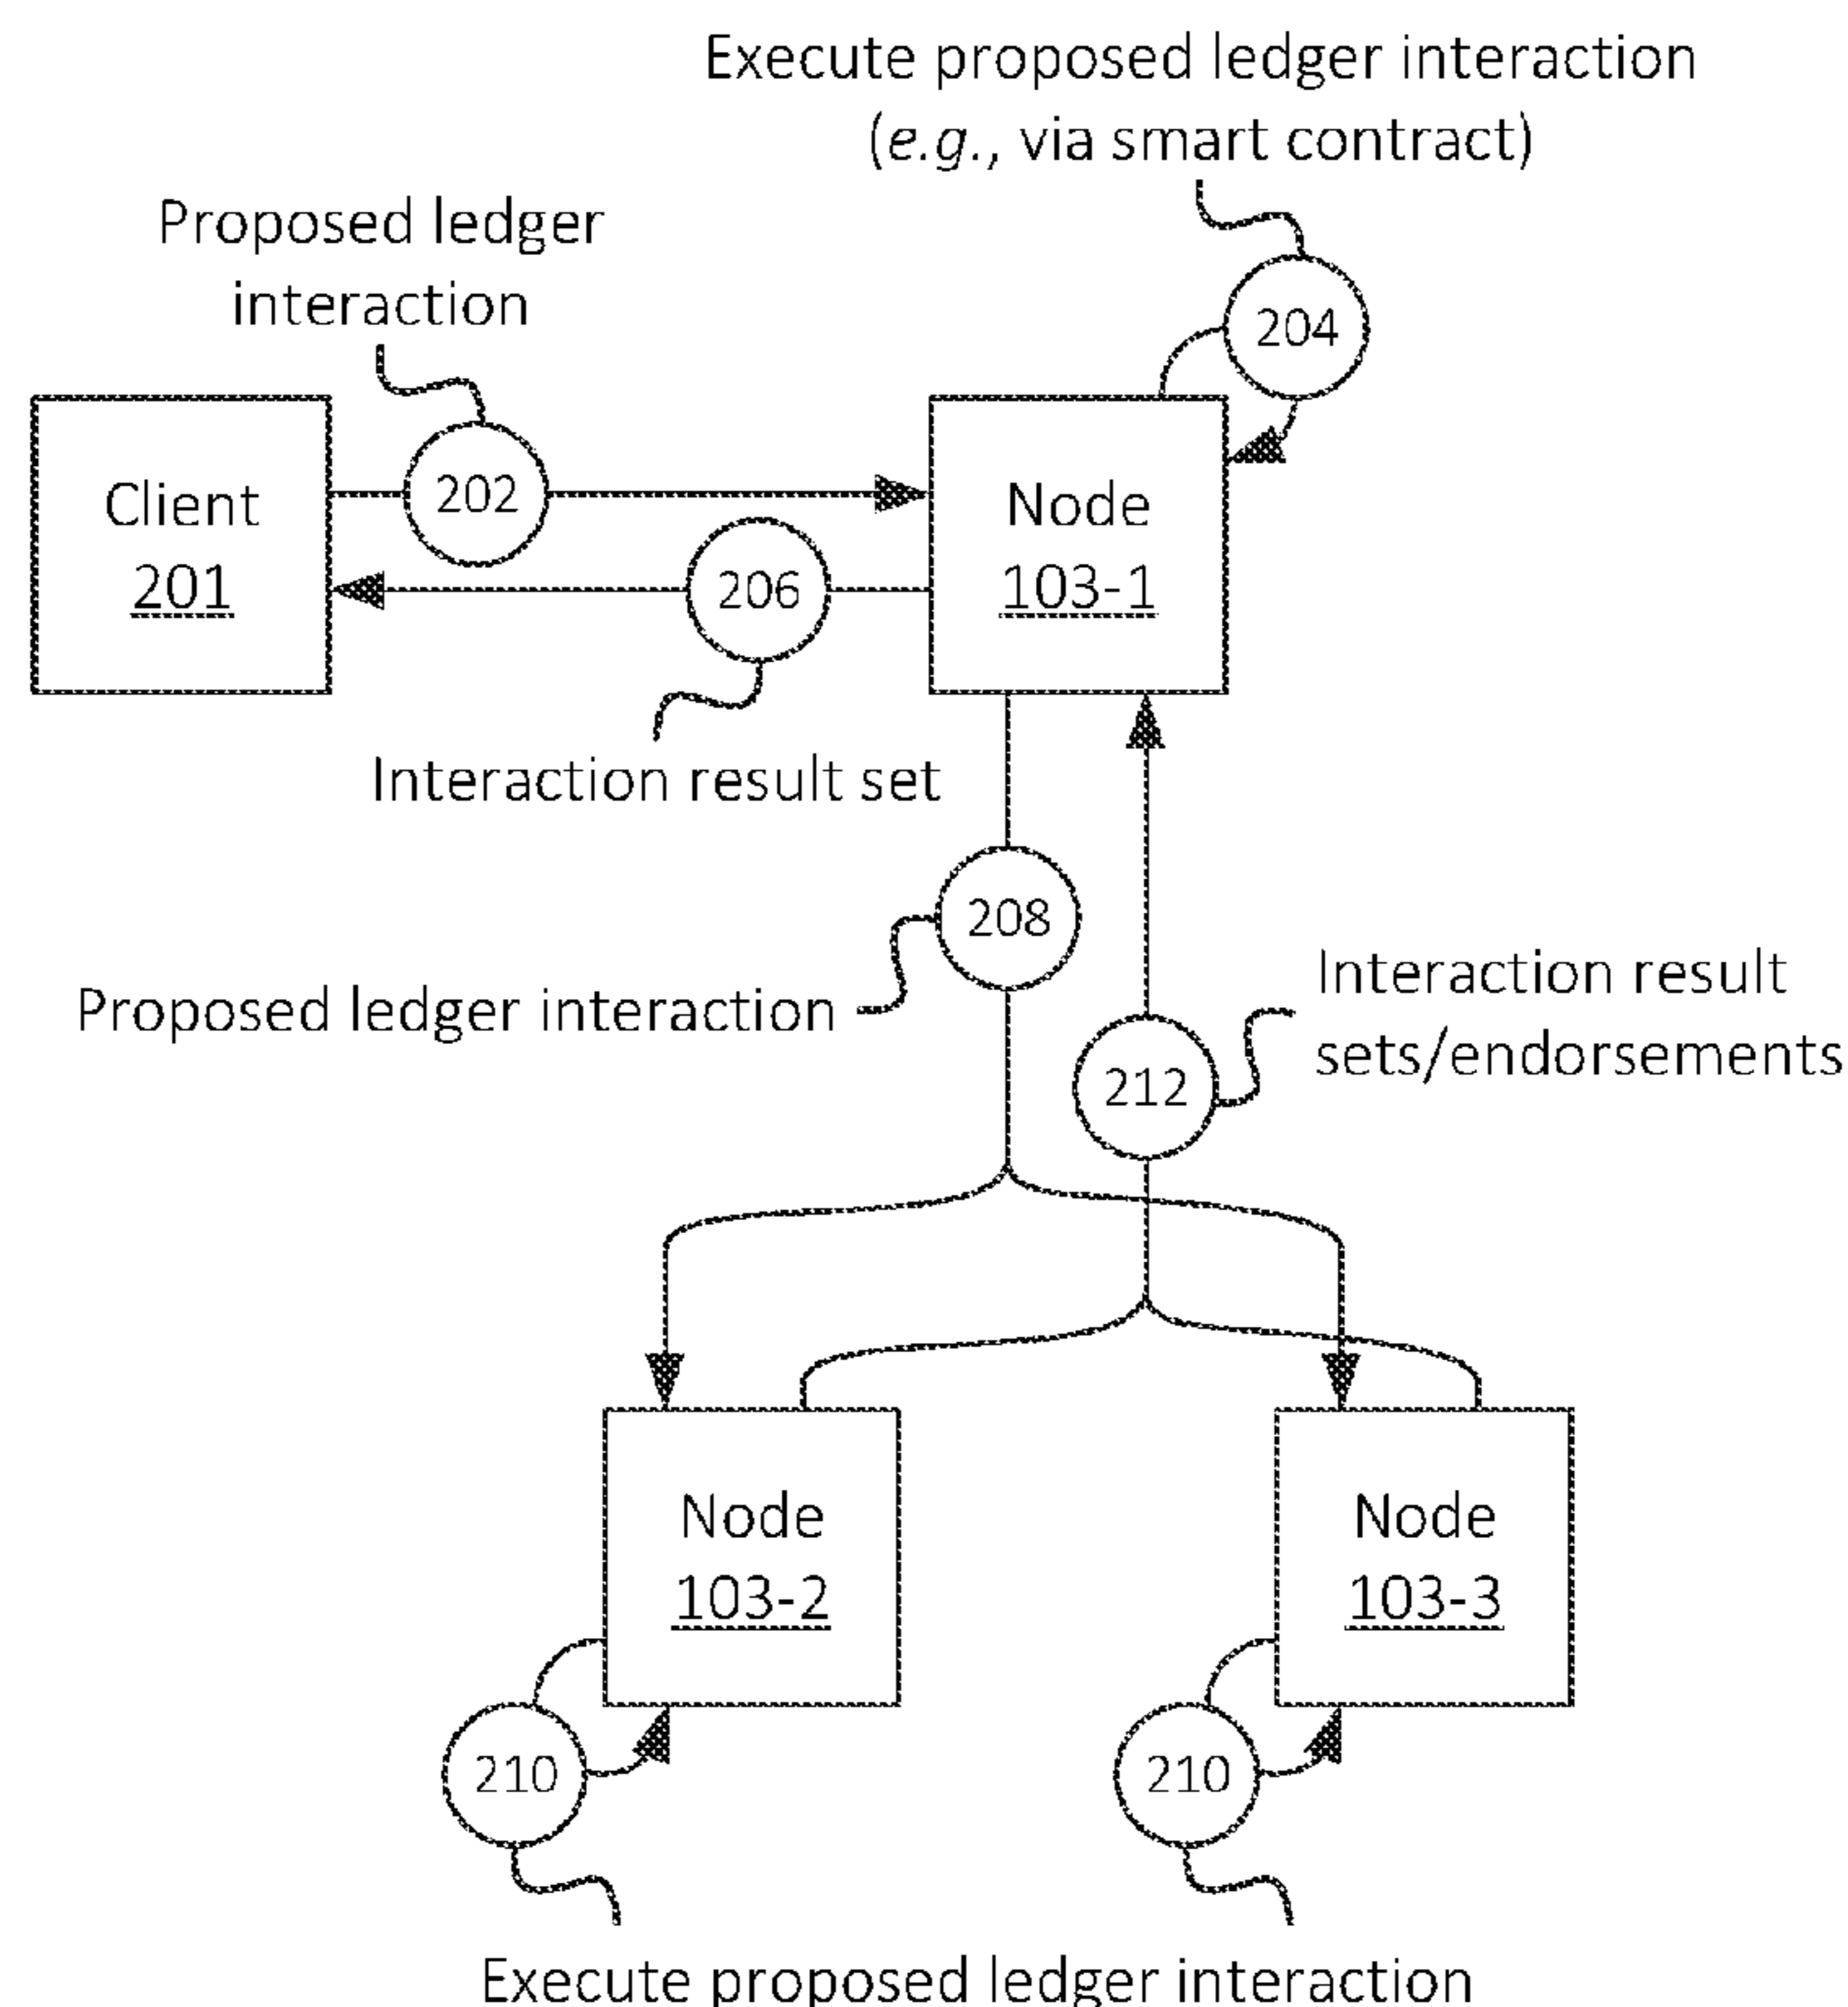 Execute proposed ledger interaction
(e.g., via smart contract)
Proposed ledger
interaction
204
Client
201
202
206
Node
103-1
Interaction result set
208
Proposed ledger interaction
Interaction result
sets/endorsements
212
Node
103-2
Node
103-3
210
210
Execute proposed ledger interaction